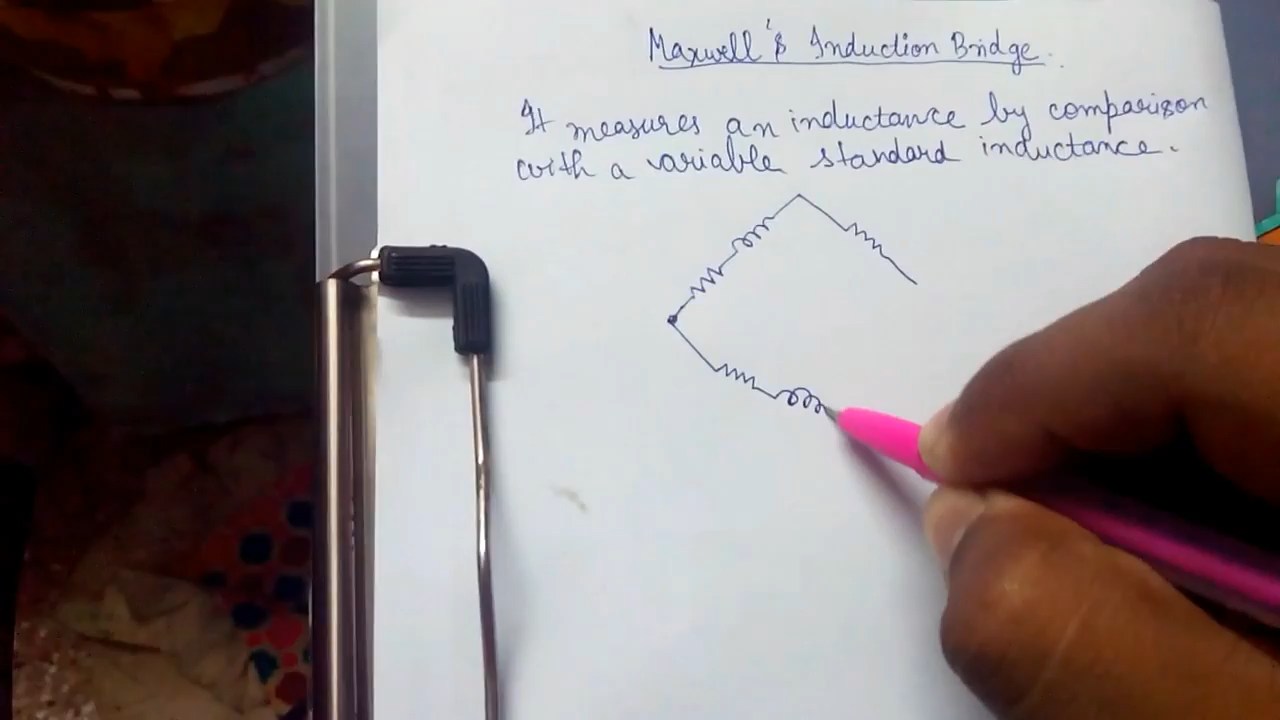 Maxwell's Induction Bridge.
It measures an inductance by comparison
with a variable standard inductance.